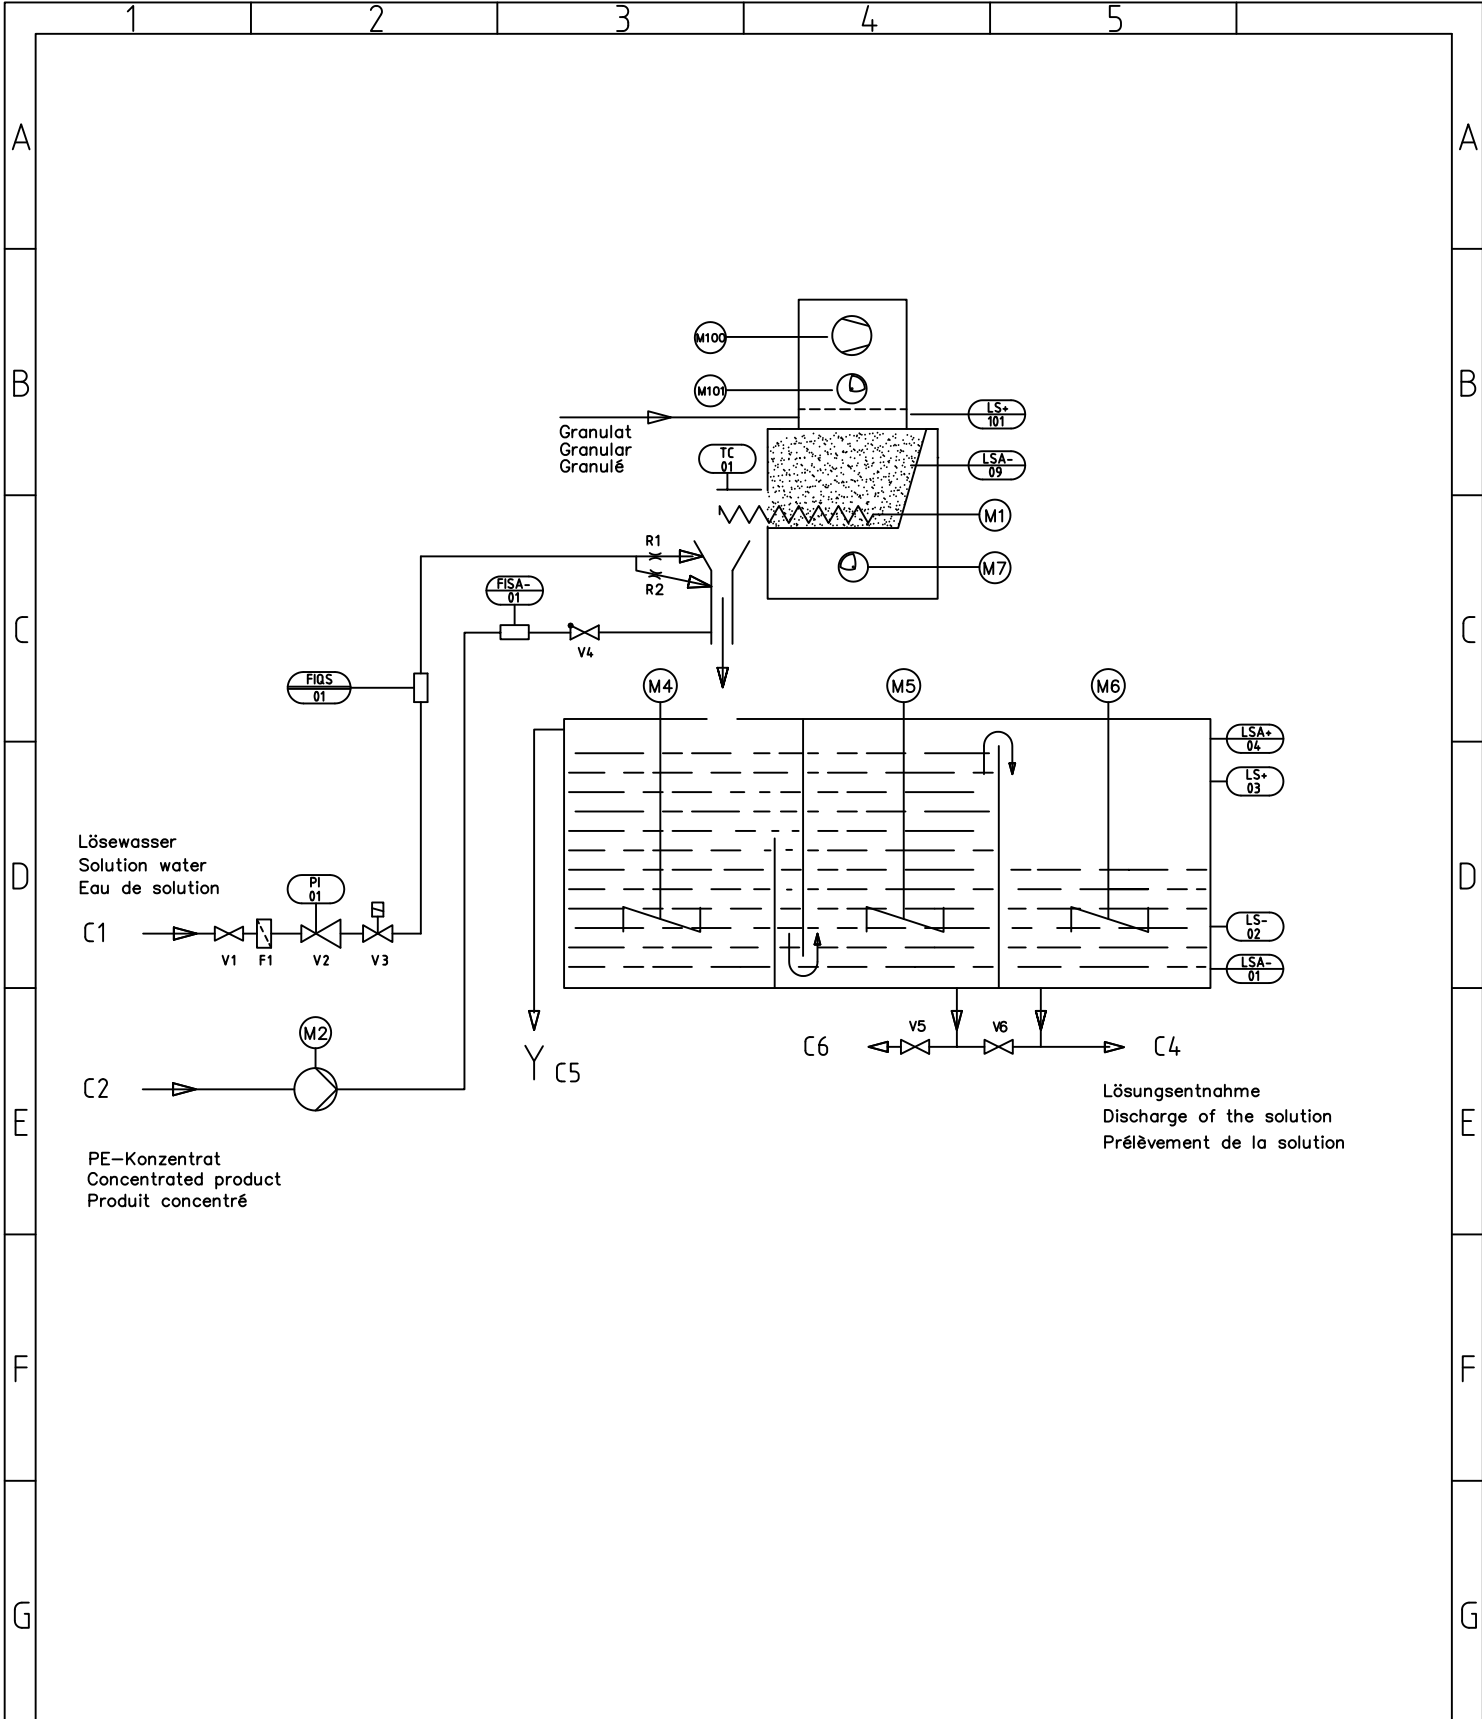 1 2 3 4 5
A A
B B
C C
D D
E E
F F
G G
M100
M101
LS+
101
Granulat
Granular
Granulé
TC
01
LSA-
09
M1
M7
R1
R2
FISA-
01
V4
FIQS
01
M4 M5 M6
LSA+
04
LS+
03
Lösewasser
Solution water
Eau de solution
PI
01
C1
V1 F1 V2 V3
LS-
02
LSA-
01
M2
C2
C5
C6 V5 V6 C4
Lösungsentnahme
Discharge of the solution
Prélèvement de la solution
PE-Konzentrat
Concentrated product
Produit concentré